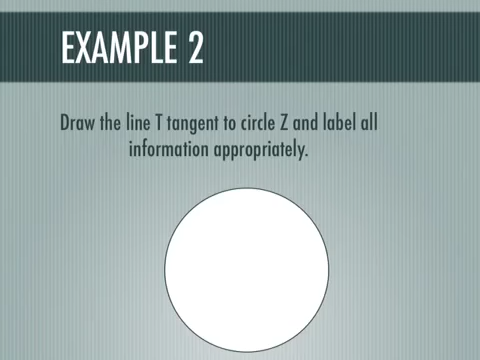 EXAMPLE 2
Draw the line T tangent to circle Z and label all
information appropriately.